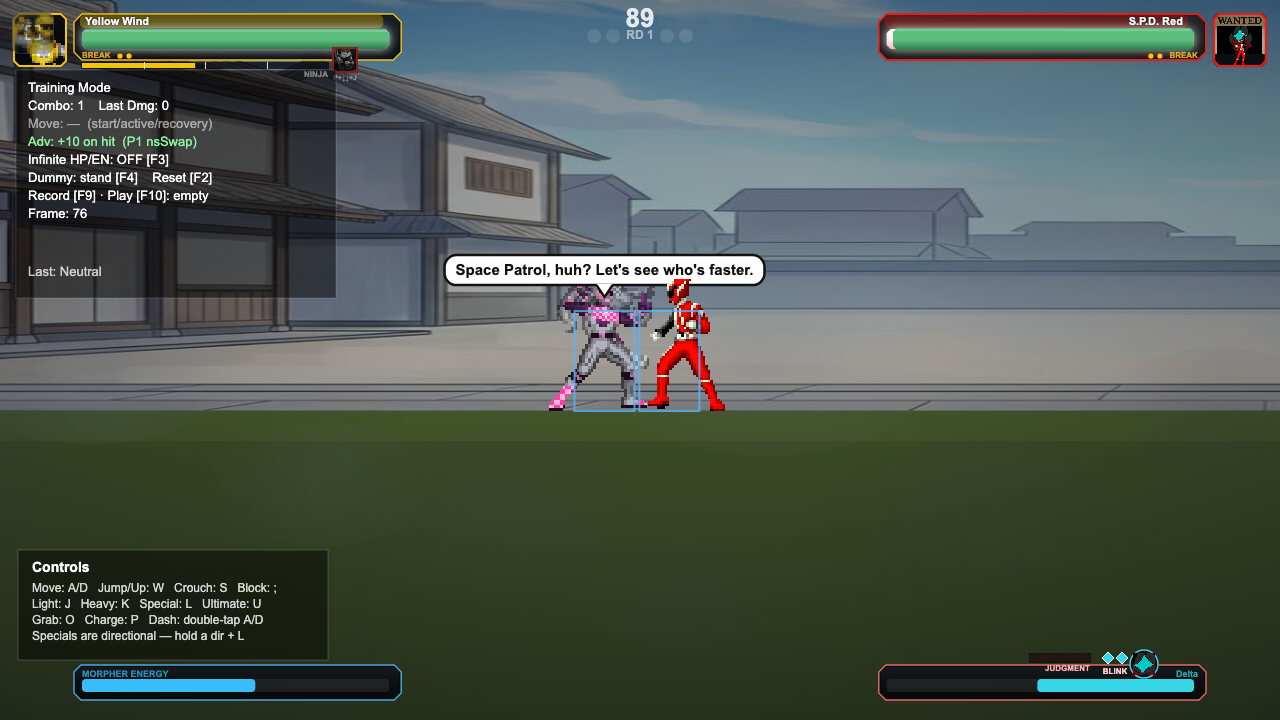 Yellow Wind
BREAK
NINJA
89
RD 1
S.P.D. Red
BREAK
WANTED
Training Mode
Combo: 1 Last Dmg: 0
Move: — (start/active/recovery)
Adv: +10 on hit (P1 nsSwap)
Infinite HP/EN: OFF [F3]
Dummy: stand [F4] Reset [F2]
Record [F9] · Play [F10]: empty
Frame: 76
Last: Neutral
Space Patrol, huh? Let's see who's faster.
Controls
Move: A/D Jump/Up: W Crouch: S Block: ;
Light: J Heavy: K Special: L Ultimate: U
Grab: O Charge: P Dash: double-tap A/D
Specials are directional — hold a dir + L
MORPHER ENERGY
JUDGMENT
BLINK
Delta